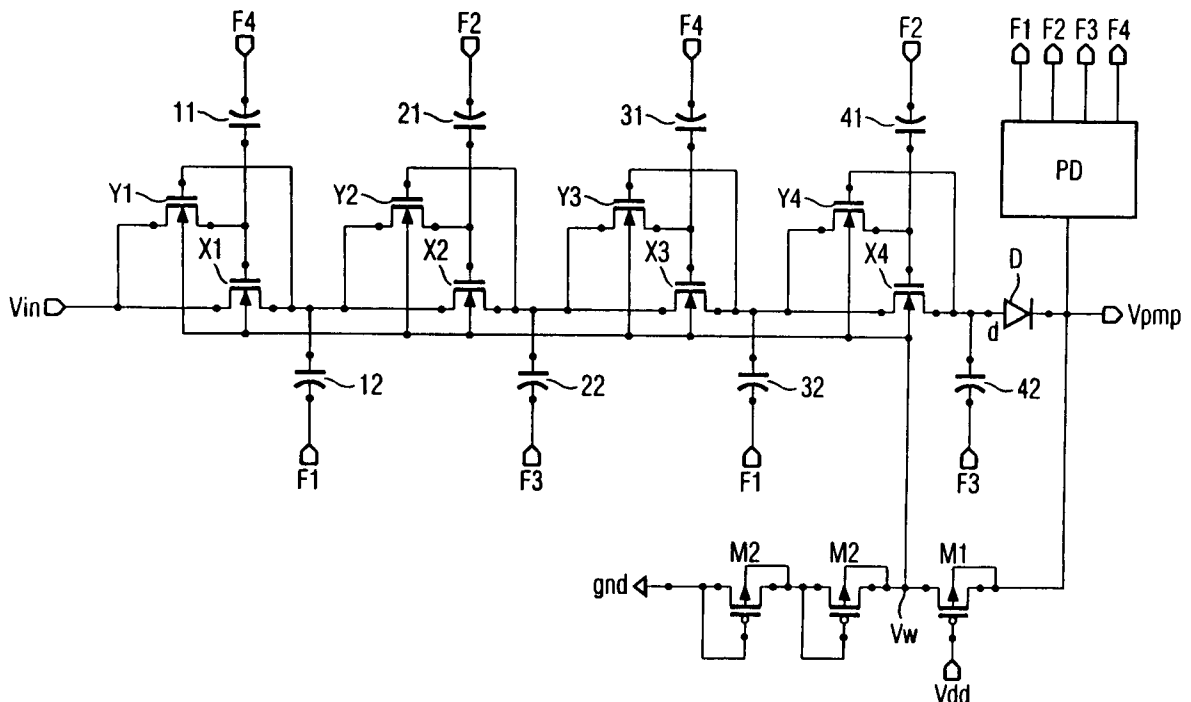 F4 F2 F4 F2 F1 F2 F3 F4
11 21 31 41
PD
Y1 Y2 Y3 Y4
X1 X2 X3 X4 D
Vin d Vpmp
12 22 32 42
F1 F3 F1 F3
M2 M2 M1
gnd Vw
Vdd